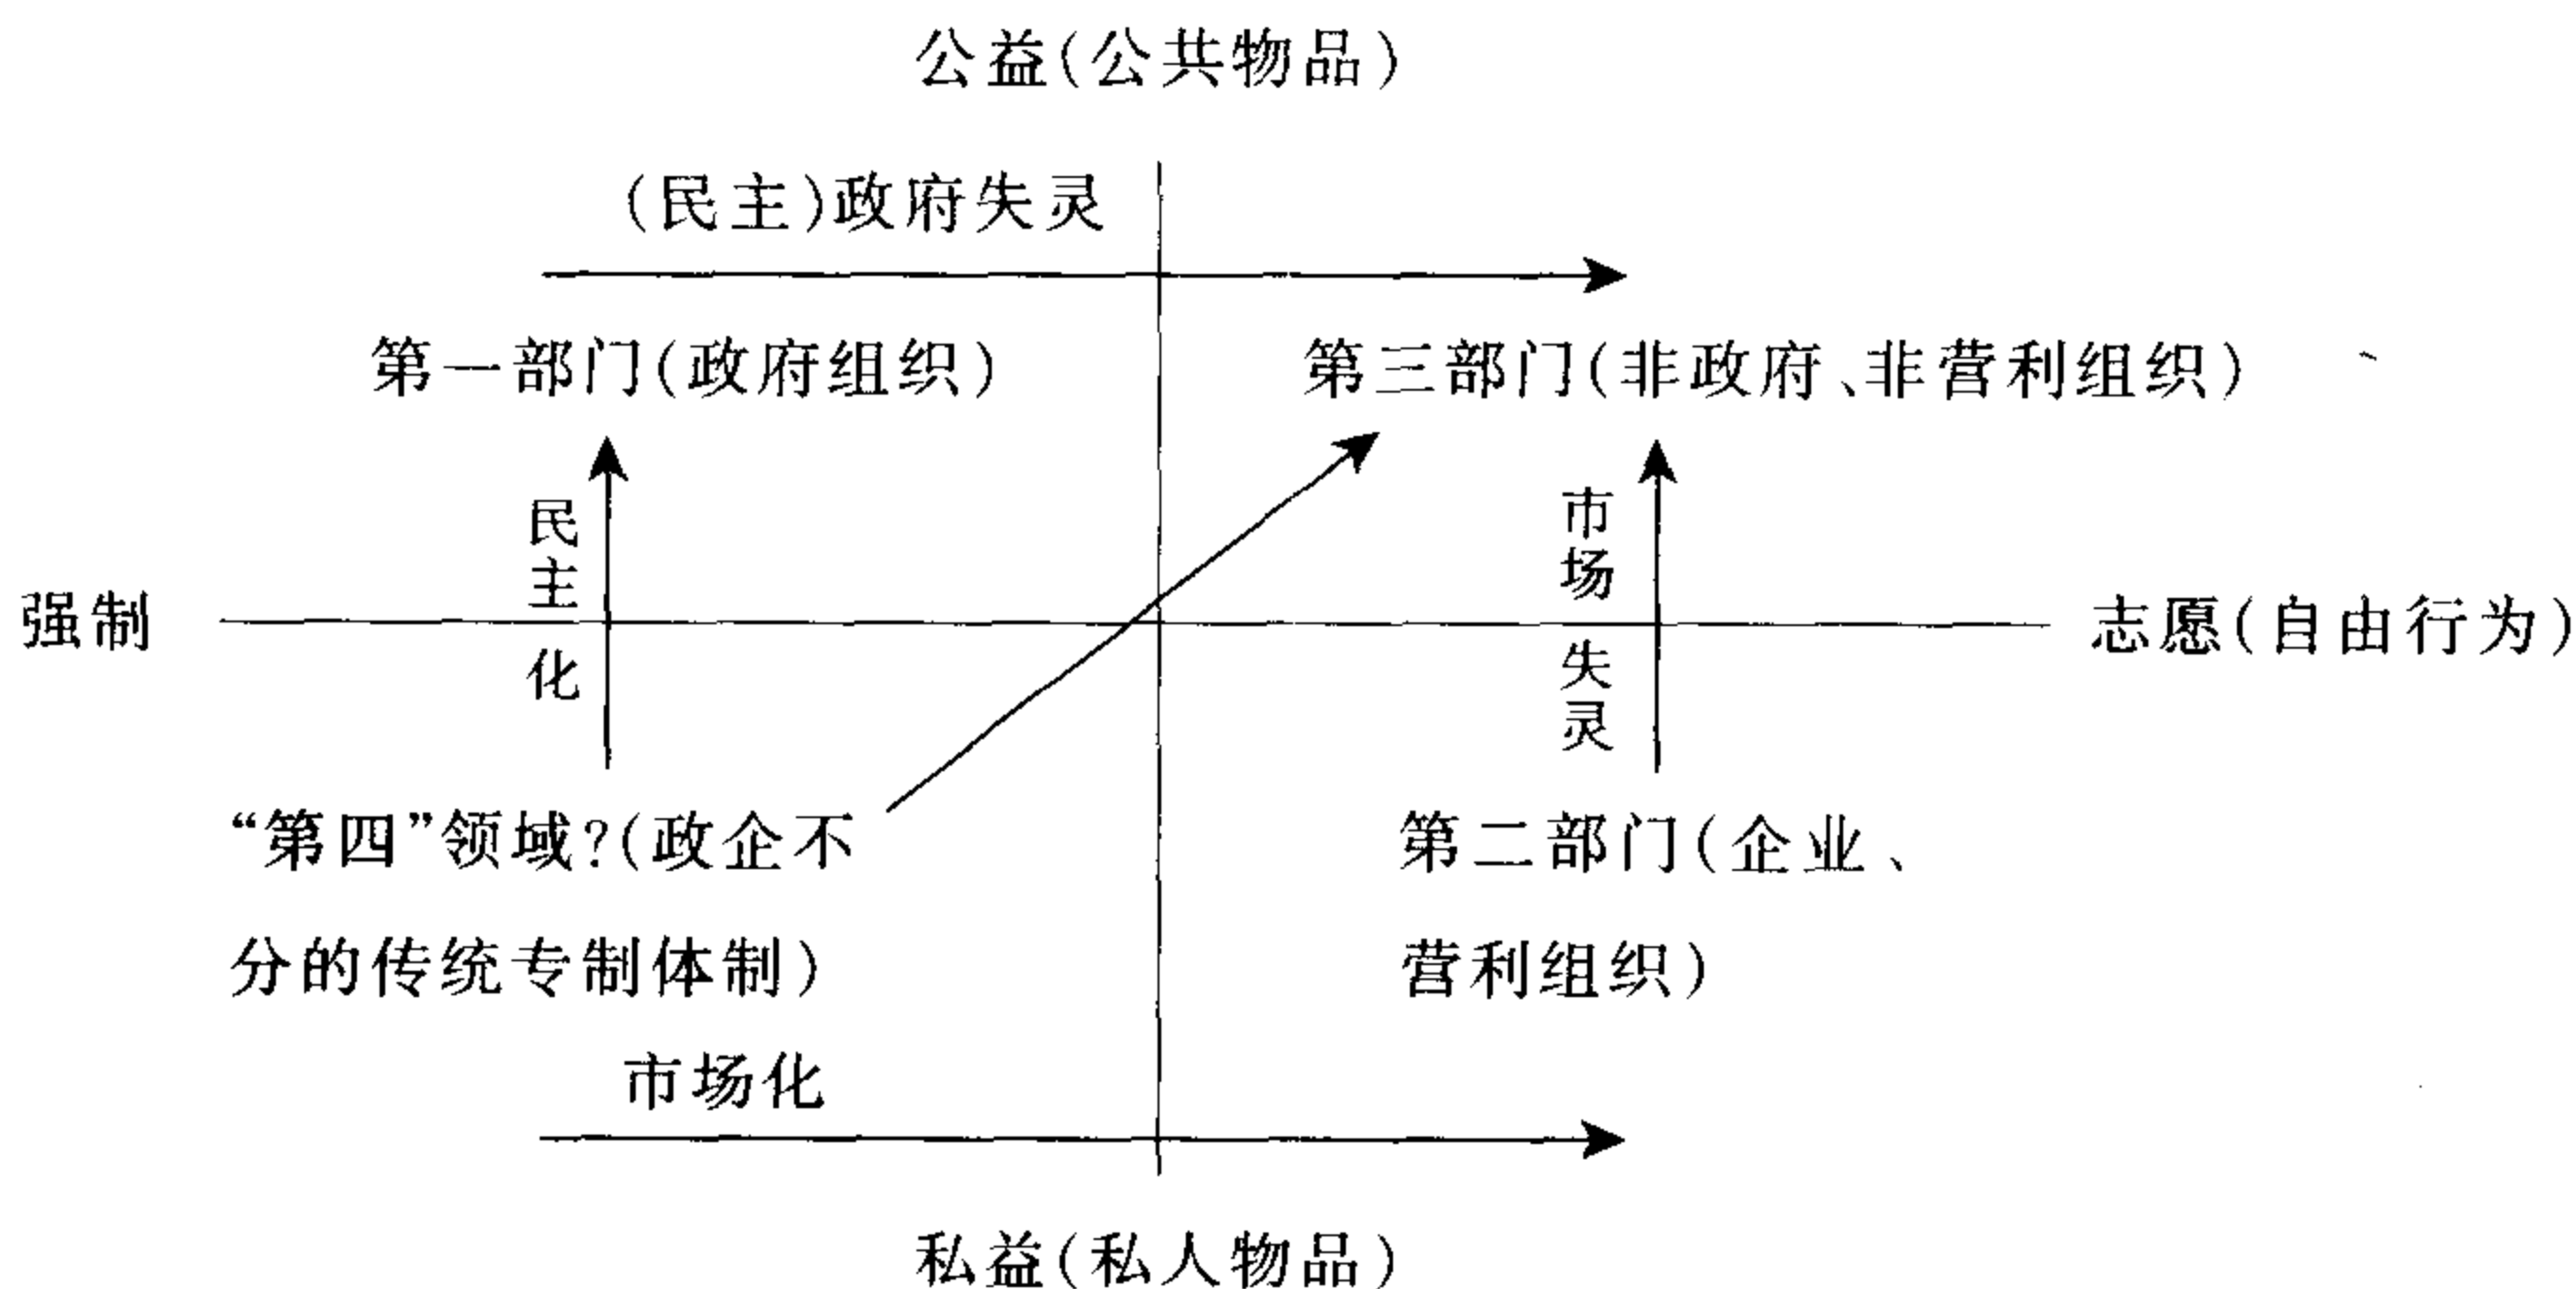 公益(公共物品)
(民主)政府失灵
第一部门(政府组织)
第三部门(非政府、非营利组织)
民主化
市场失灵
强制
志愿(自由行为)
“第四”领域?(政企不
分的传统专制体制)
第二部门(企业、
营利组织)
市场化
私益(私人物品)